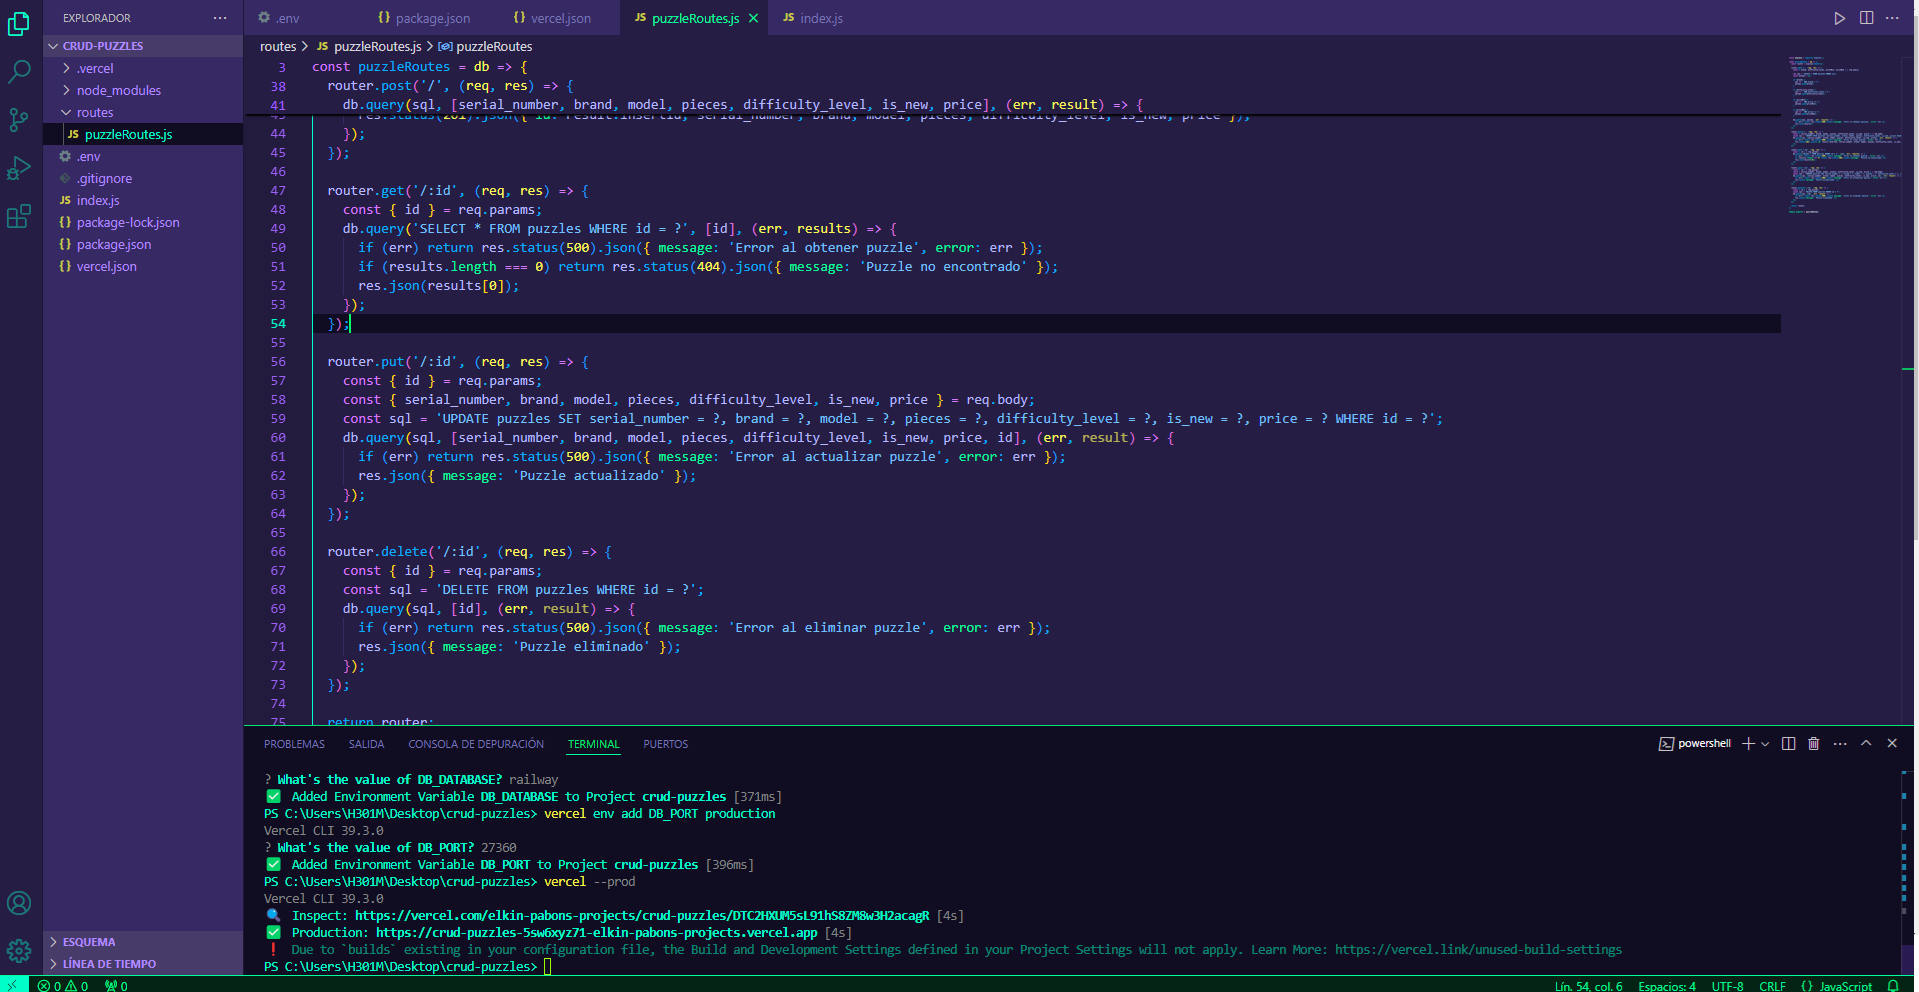 EXPLORADOR
CRUD-PUZZLES
.vercel
node_modules
routes
JS puzzleRoutes.js
.env
.gitignore
JS index.js
{} package-lock.json
{} package.json
{} vercel.json
ESQUEMA
LÍNEA DE TIEMPO
.env
{} package.json
{} vercel.json
JS puzzleRoutes.js
JS index.js
routes > JS puzzleRoutes.js > puzzleRoutes
3 const puzzleRoutes = db => {
38 router.post('/', (req, res) => {
41 db.query(sql, [serial_number, brand, model, pieces, difficulty_level, is_new, price], (err, result) => {
43 res.status(201).json({ id: result.insertId, serial_number, brand, model, pieces, difficulty_level, is_new, price });
44 });
45 });
46
47 router.get('/:id', (req, res) => {
48 const { id } = req.params;
49 db.query('SELECT * FROM puzzles WHERE id = ?', [id], (err, results) => {
50 if (err) return res.status(500).json({ message: 'Error al obtener puzzle', error: err });
51 if (results.length === 0) return res.status(404).json({ message: 'Puzzle no encontrado' });
52 res.json(results[0]);
53 });
54 });
55
56 router.put('/:id', (req, res) => {
57 const { id } = req.params;
58 const { serial_number, brand, model, pieces, difficulty_level, is_new, price } = req.body;
59 const sql = 'UPDATE puzzles SET serial_number = ?, brand = ?, model = ?, pieces = ?, difficulty_level = ?, is_new = ?, price = ? WHERE id = ?';
60 db.query(sql, [serial_number, brand, model, pieces, difficulty_level, is_new, price, id], (err, result) => {
61 if (err) return res.status(500).json({ message: 'Error al actualizar puzzle', error: err });
62 res.json({ message: 'Puzzle actualizado' });
63 });
64 });
65
66 router.delete('/:id', (req, res) => {
67 const { id } = req.params;
68 const sql = 'DELETE FROM puzzles WHERE id = ?';
69 db.query(sql, [id], (err, result) => {
70 if (err) return res.status(500).json({ message: 'Error al eliminar puzzle', error: err });
71 res.json({ message: 'Puzzle eliminado' });
72 });
73 });
74
75 return router;
PROBLEMAS SALIDA CONSOLA DE DEPURACIÓN TERMINAL PUERTOS
powershell
? What's the value of DB_DATABASE? railway
✅ Added Environment Variable DB_DATABASE to Project crud-puzzles [371ms]
PS C:\Users\H301M\Desktop\crud-puzzles> vercel env add DB_PORT production
Vercel CLI 39.3.0
? What's the value of DB_PORT? 27360
✅ Added Environment Variable DB_PORT to Project crud-puzzles [396ms]
PS C:\Users\H301M\Desktop\crud-puzzles> vercel --prod
Vercel CLI 39.3.0
🔍 Inspect: https://vercel.com/elkin-pabons-projects/crud-puzzles/DTC2HXUM5sL91hS8ZM8w3H2acagR [4s]
✅ Production: https://crud-puzzles-5sw6xyz71-elkin-pabons-projects.vercel.app [4s]
❗ Due to `builds` existing in your configuration file, the Build and Development Settings defined in your Project Settings will not apply. Learn More: https://vercel.link/unused-build-settings
PS C:\Users\H301M\Desktop\crud-puzzles>
0 0 0
Lín. 54, col. 6 Espacios: 4 UTF-8 CRLF {} JavaScript